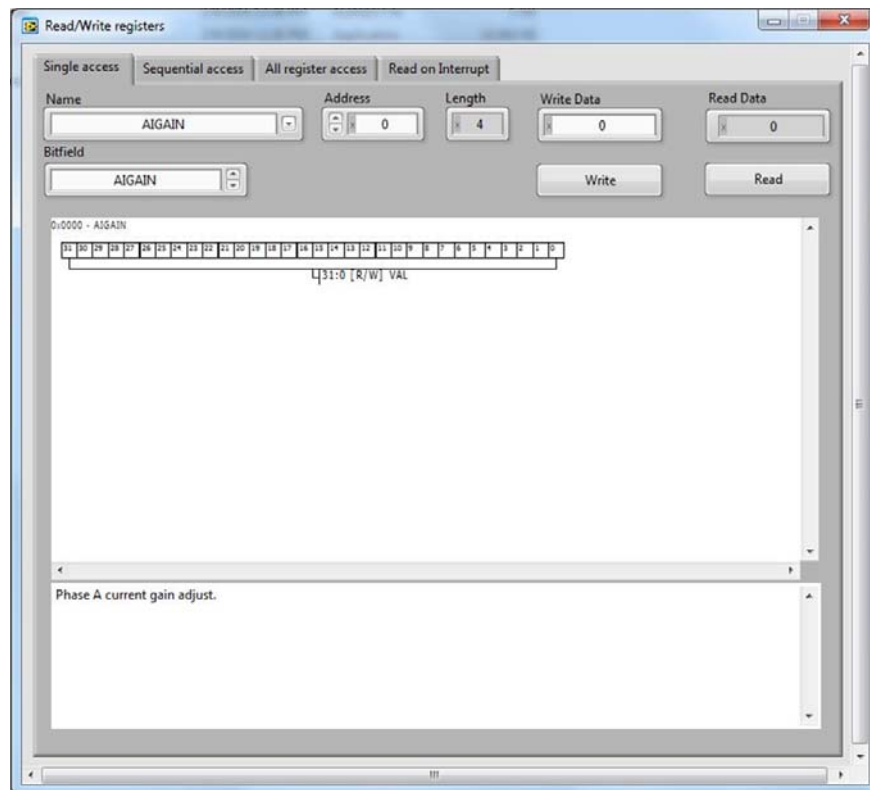 Read/Write registers
Single access Sequential access All register access Read on Interrupt
Name Address Length Write Data Read Data
AIGAIN x 0 x 4 x 0 x 0
Bitfield
AIGAIN Write Read
0x0000 - AIGAIN
31 30 29 28 27 26 25 24 23 22 21 20 19 18 17 16 15 14 13 12 11 10 9 8 7 6 5 4 3 2 1 0
31:0 [R/W] VAL
Phase A current gain adjust.